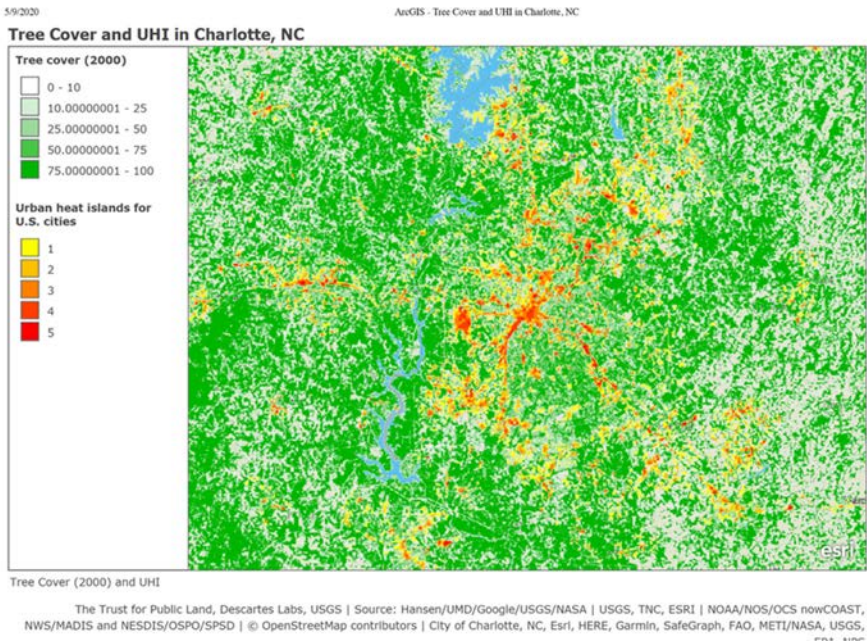 5/9/2020
ArcGIS - Tree Cover and UHI in Charlotte, NC
Tree Cover and UHI in Charlotte, NC
Tree cover (2000)
0 - 10
10.00000001 - 25
25.00000001 - 50
50.00000001 - 75
75.00000001 - 100
Urban heat islands for
U.S. cities
1
2
3
4
5
esri
Tree Cover (2000) and UHI
The Trust for Public Land, Descartes Labs, USGS | Source: Hansen/UMD/Google/USGS/NASA | USGS, TNC, ESRI | NOAA/NOS/OCS nowCOAST,
NWS/MADIS and NESDIS/OSPO/SPSD | © OpenStreetMap contributors | City of Charlotte, NC, Esri, HERE, Garmin, SafeGraph, FAO, METI/NASA, USGS,